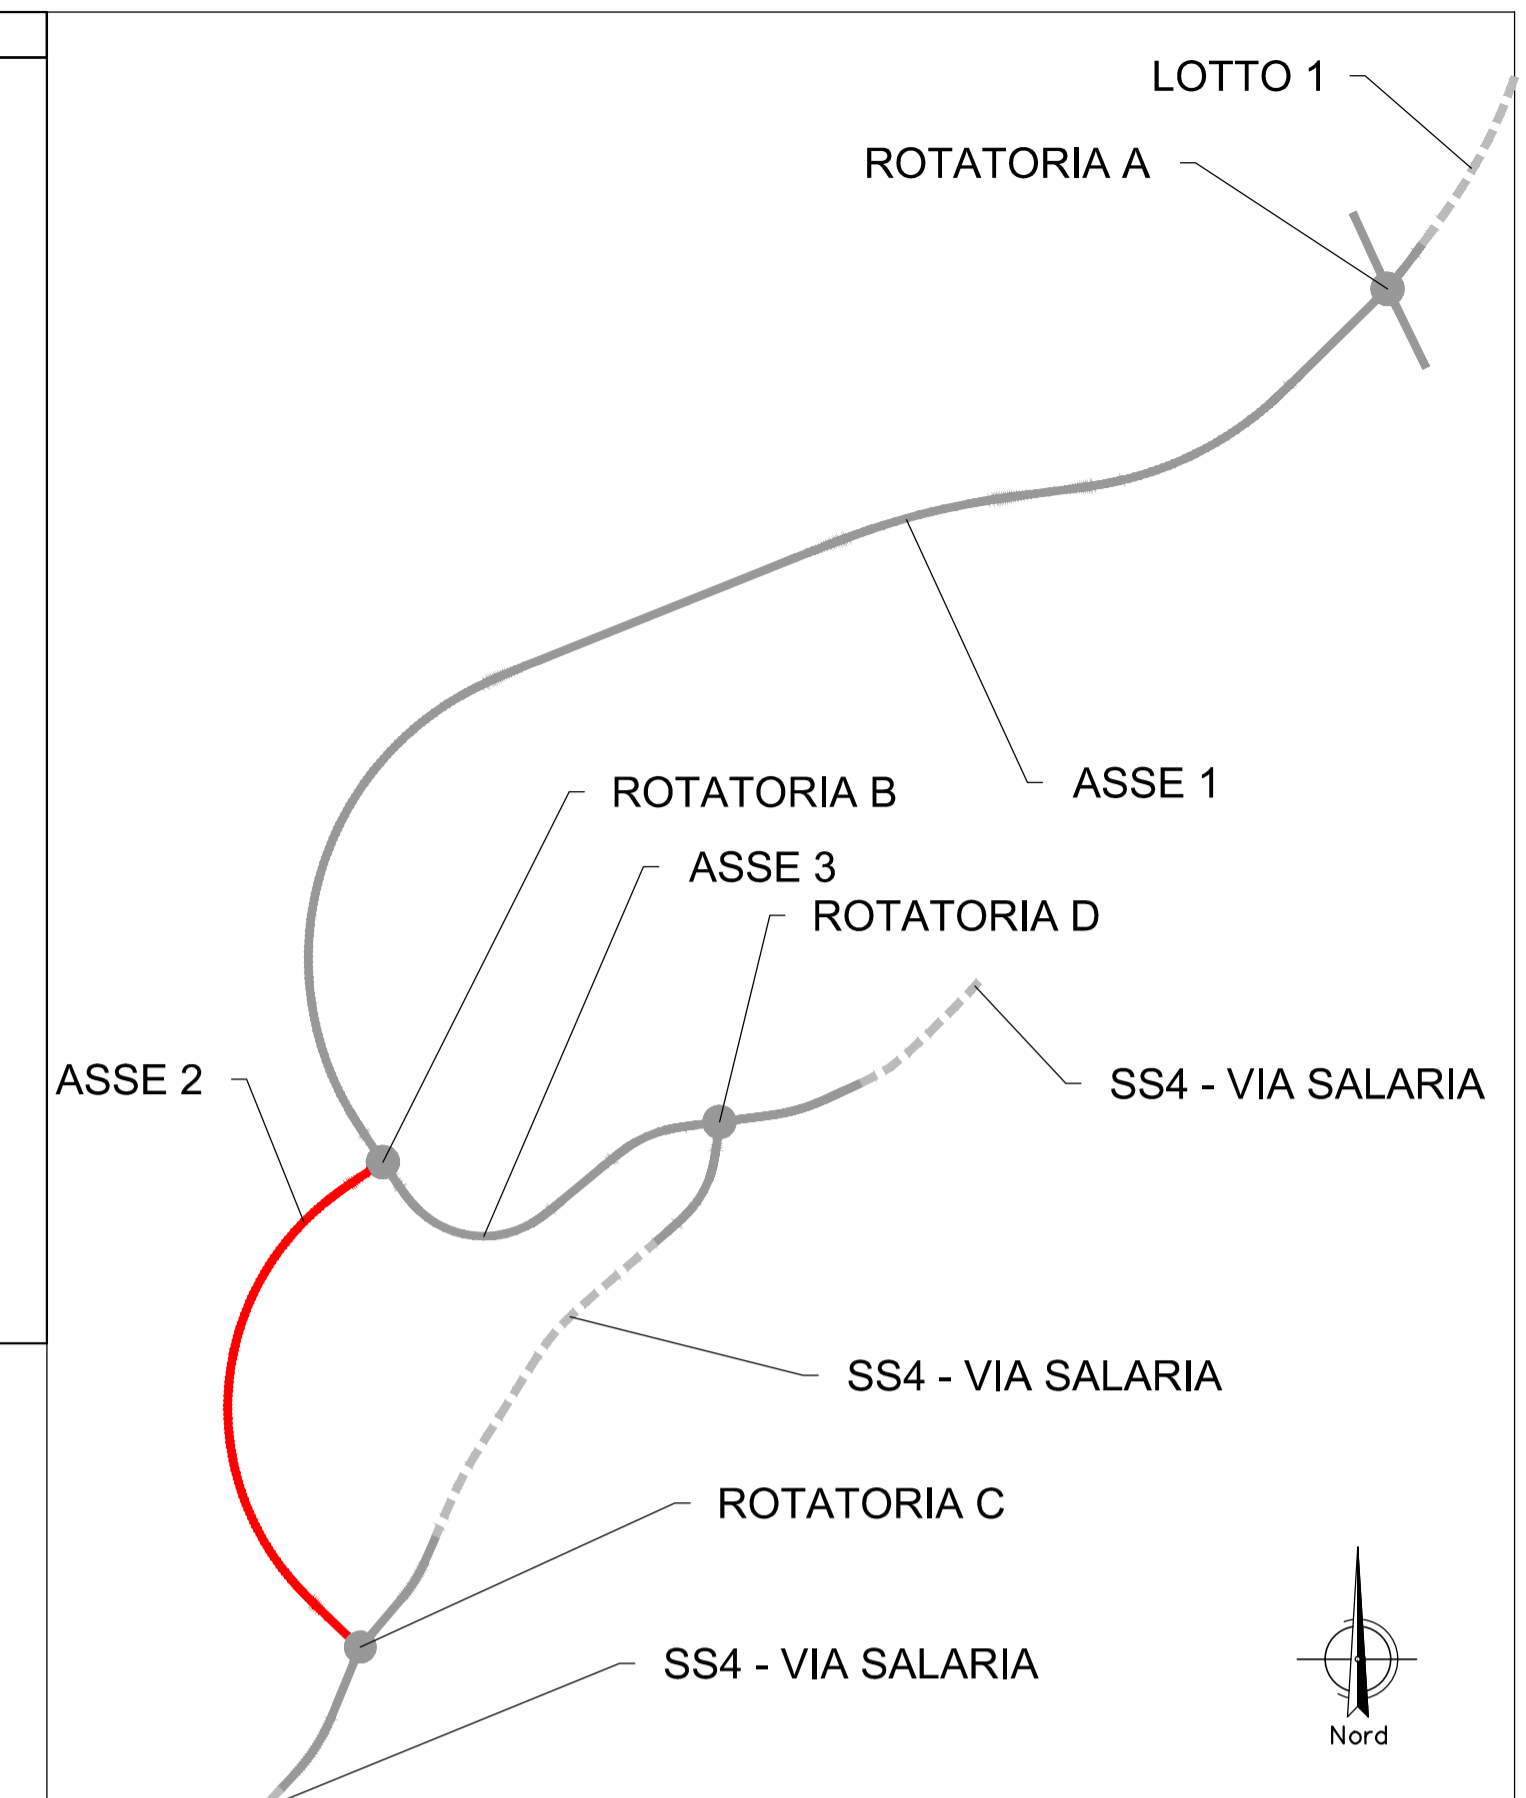 LOTTO 1
ROTATORIA A
ASSE 1
ROTATORIA B
ASSE 3
ROTATORIA D
ASSE 2
SS4 - VIA SALARIA
SS4 - VIA SALARIA
ROTATORIA C
SS4 - VIA SALARIA
Nord